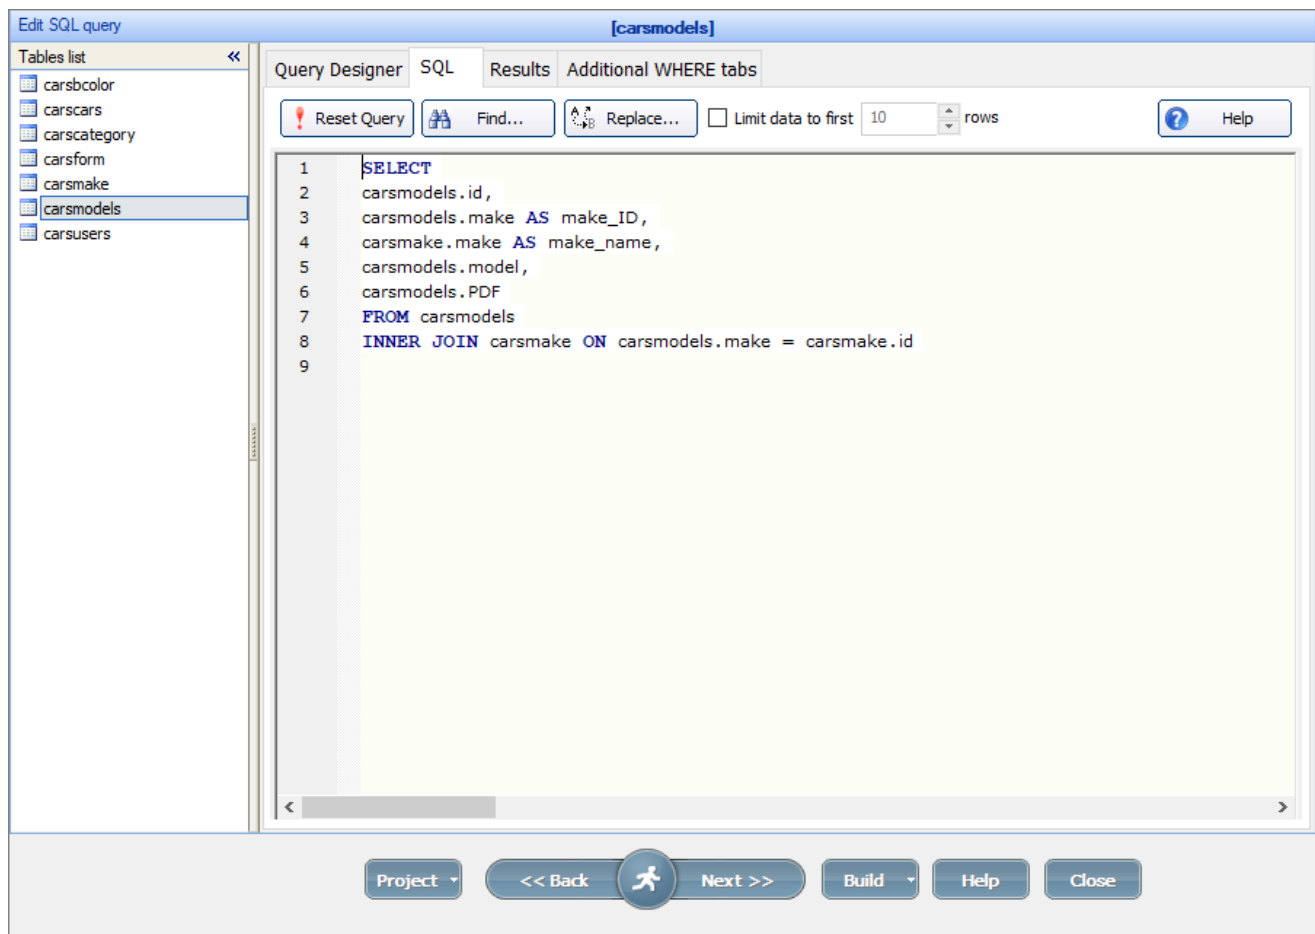 Edit SQL query
[carsmodels]
Tables list
«
carsbcolor
carscars
carscategory
carsform
carsmake
carsmodels
carsusers
Query Designer SQL Results Additional WHERE tabs
Reset Query Find... Replace... Limit data to first 10 rows Help
1 SELECT
2 carsmodels.id,
3 carsmodels.make AS make_ID,
4 carsmake.make AS make_name,
5 carsmodels.model,
6 carsmodels.PDF
7 FROM carsmodels
8 INNER JOIN carsmake ON carsmodels.make = carsmake.id
9
Project << Back Next >> Build Help Close